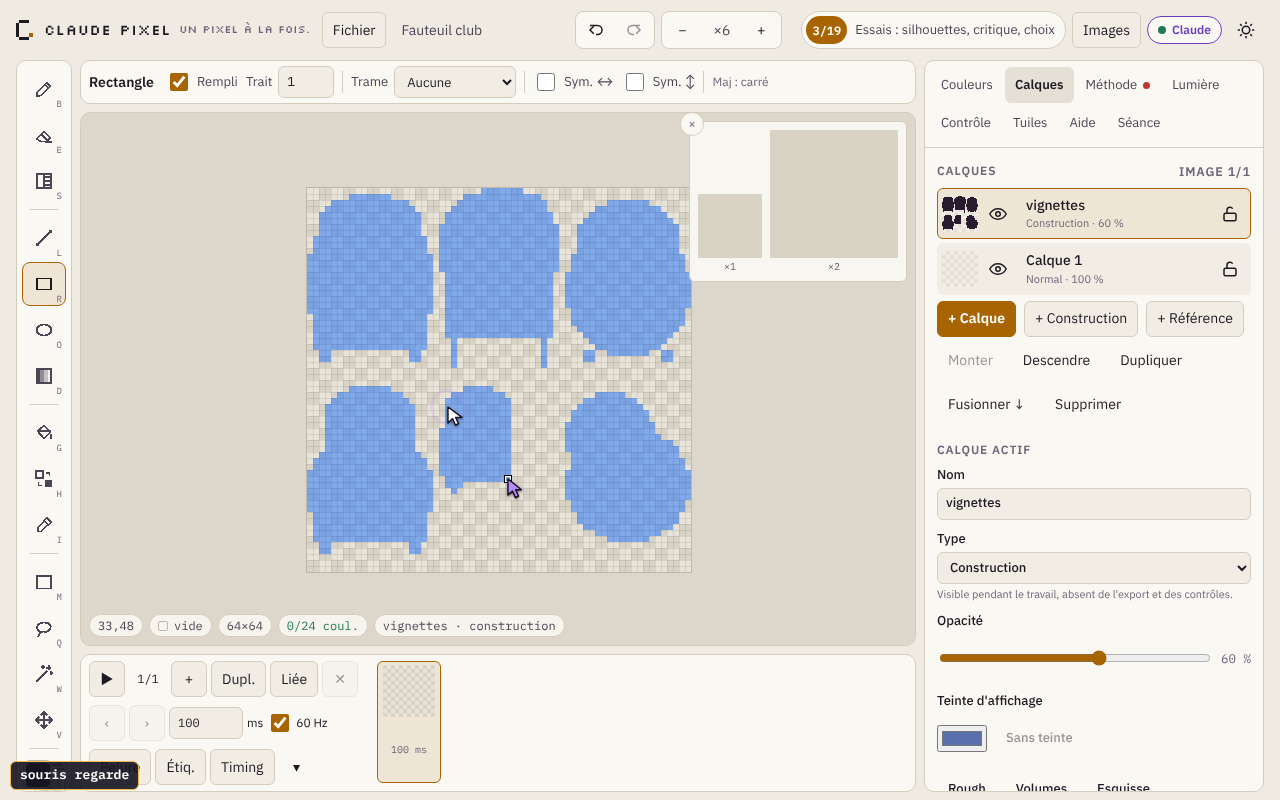 CLAUDE PIXEL UN PIXEL À LA FOIS. Fichier Fauteuil club − ×6 + 3/19 Essais : silhouettes, critique, choix Images Claude
Rectangle Rempli Trait 1 Trame Aucune Sym. ↔ Sym. ↕ Maj : carré
Couleurs Calques Méthode Lumière
Contrôle Tuiles Aide Séance
B
E
S
L
R
O
D
G
H
I
M
Q
W
V
×
×1 ×2
CALQUES IMAGE 1/1
vignettes
Construction · 60 %
Calque 1
Normal · 100 %
+ Calque + Construction + Référence
Monter Descendre Dupliquer
Fusionner ↓ Supprimer
CALQUE ACTIF
Nom
vignettes
Type
Construction
Visible pendant le travail, absent de l'export et des contrôles.
Opacité
60 %
Teinte d'affichage
Sans teinte
Rough Volumes Esquisse
33,48 vide 64×64 0/24 coul. vignettes · construction
1/1 + Dupl. Liée ×
‹ › 100 ms 60 Hz
100 ms
Étiq. Timing ▼
souris regarde